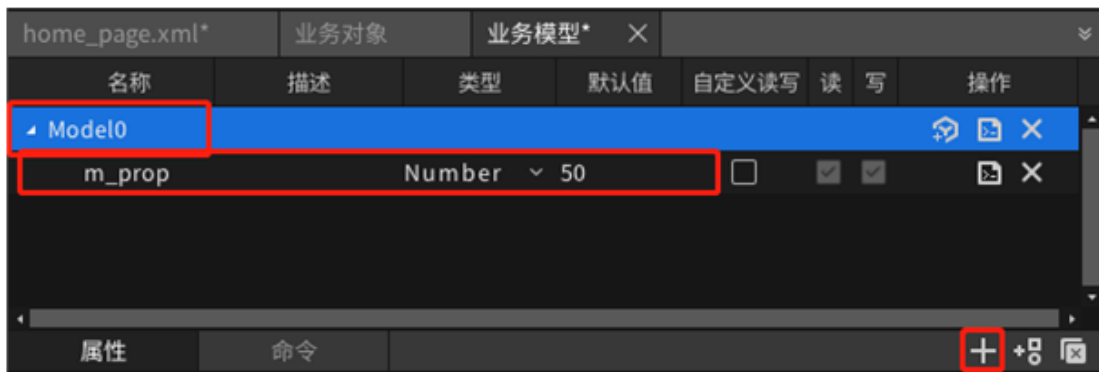 home_page.xml* 业务对象 业务模型*
名称 描述 类型 默认值 自定义读写 读 写 操作
Model0
m_prop Number 50
属性 命令